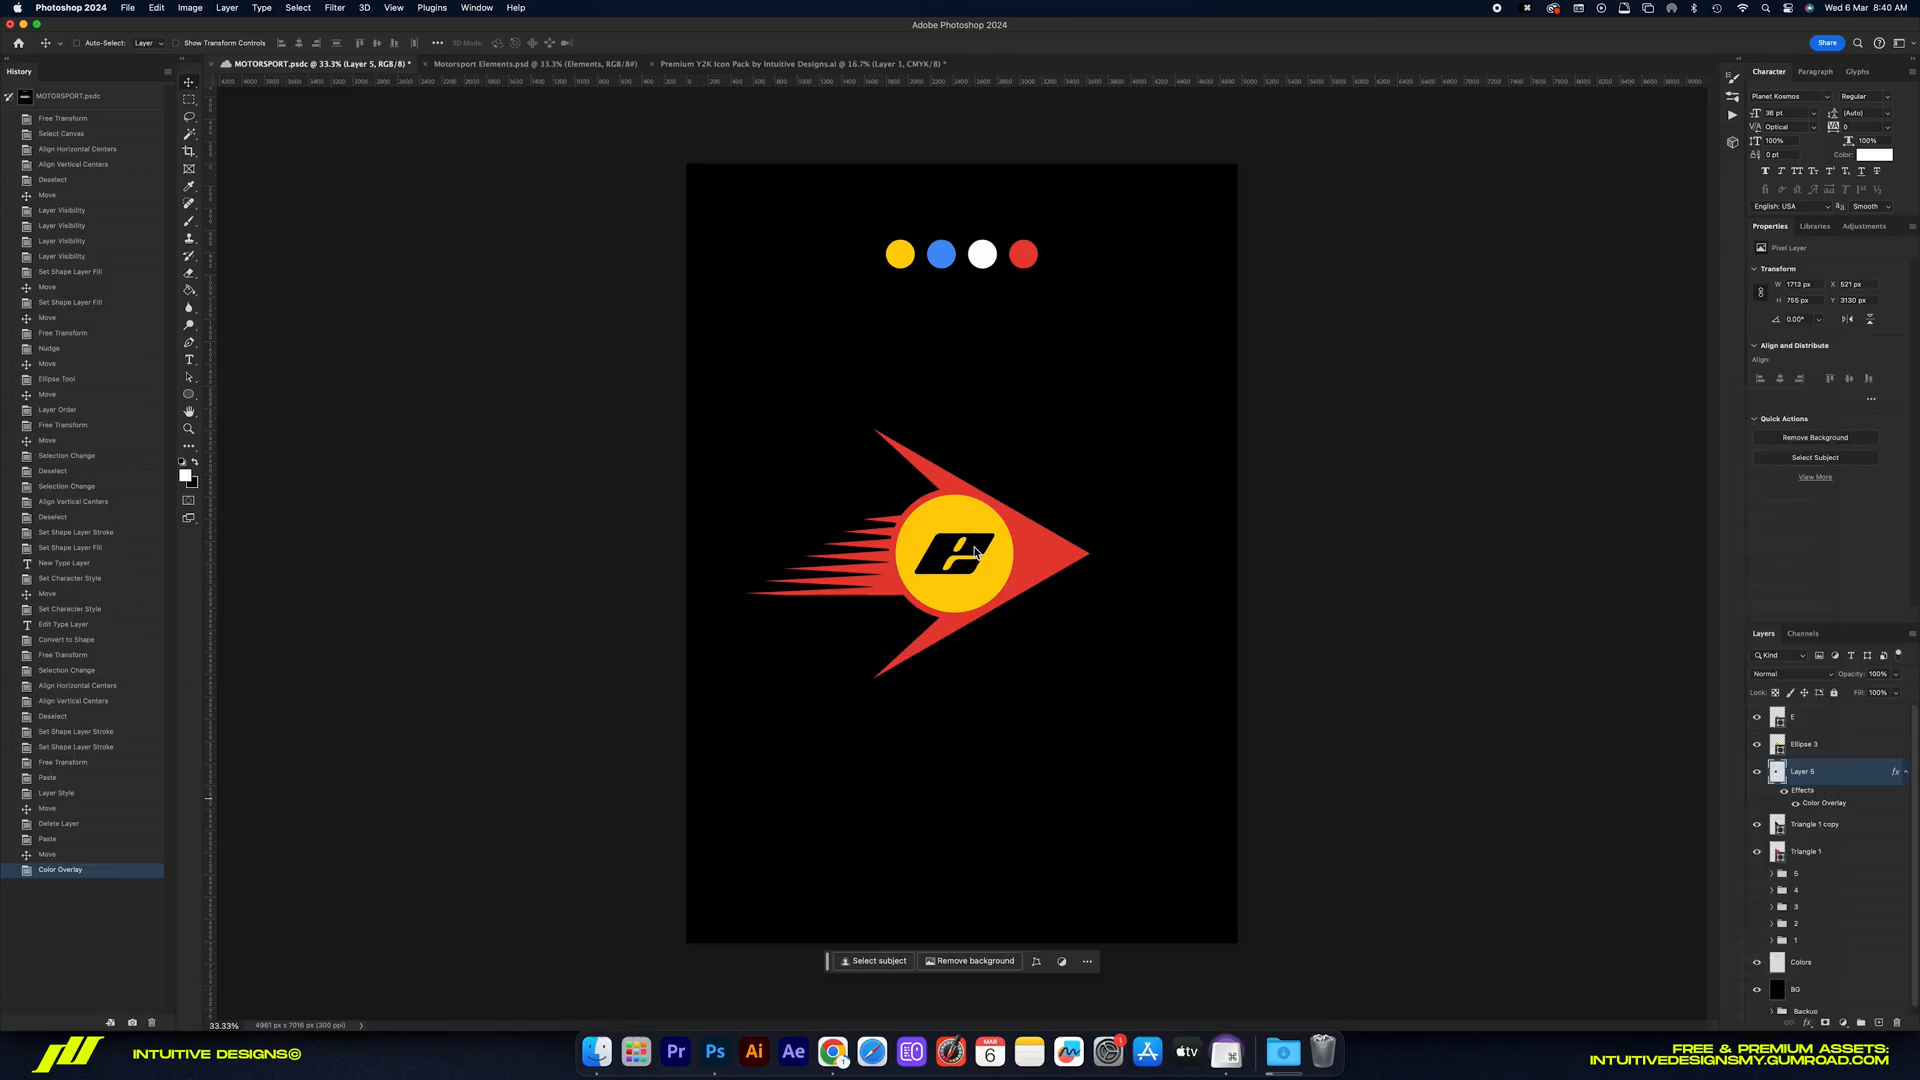 Photoshop 2024 File Edit Image Layer Type Select Filter 3D View Plugins Window Help
Wed 6 Mar 8:40 AM
Adobe Photoshop 2024
Auto-Select: Layer Show Transform Controls 3D Mode: Share
MOTORSPORT.psdc @ 33.3% (Layer 5, RGB/8) * Motorsport Elements.psd @ 33.3% (Elements, RGB/8#) Premium Y2K Icon Pack by Intuitive Designs.ai @ 16.7% (Layer 1, CMYK/8) *
History
MOTORSPORT.psdc
Free Transform
Select Canvas
Align Horizontal Centers
Align Vertical Centers
Deselect
Move
Layer Visibility
Layer Visibility
Layer Visibility
Layer Visibility
Set Shape Layer Fill
Move
Set Shape Layer Fill
Move
Free Transform
Nudge
Move
Ellipse Tool
Move
Layer Order
Free Transform
Move
Selection Change
Deselect
Selection Change
Align Vertical Centers
Deselect
Set Shape Layer Stroke
Set Shape Layer Fill
New Type Layer
Set Character Style
Move
Set Character Style
Edit Type Layer
Convert to Shape
Free Transform
Selection Change
Align Horizontal Centers
Align Vertical Centers
Deselect
Set Shape Layer Stroke
Set Shape Layer Stroke
Free Transform
Paste
Layer Style
Move
Delete Layer
Paste
Move
Color Overlay
e
Select subject Remove background
33.33% 4961 px x 7016 px (300 ppi)
Character Paragraph Glyphs
Planet Kosmos Regular
36 pt (Auto)
Optical 0
100% 100%
0 pt Color:
English: USA Smooth
Properties Libraries Adjustments
Pixel Layer
Transform
W 1713 px X 521 px
H 755 px Y 3130 px
0.00°
Align and Distribute
Align:
Quick Actions
Remove Background
Select Subject
View More
Layers Channels
Kind
Normal Opacity: 100%
Lock: Fill: 100%
E
Ellipse 3
Layer 5 fx
Effects
Color Overlay
Triangle 1 copy
Triangle 1
5
4
3
2
1
Colors
BG
Backup
INTUITIVE DESIGNS©
Pr Ps Ai Ae MAR 6 1 tv
FREE & PREMIUM ASSETS:
INTUITIVEDESIGNSMY.GUMROAD.COM